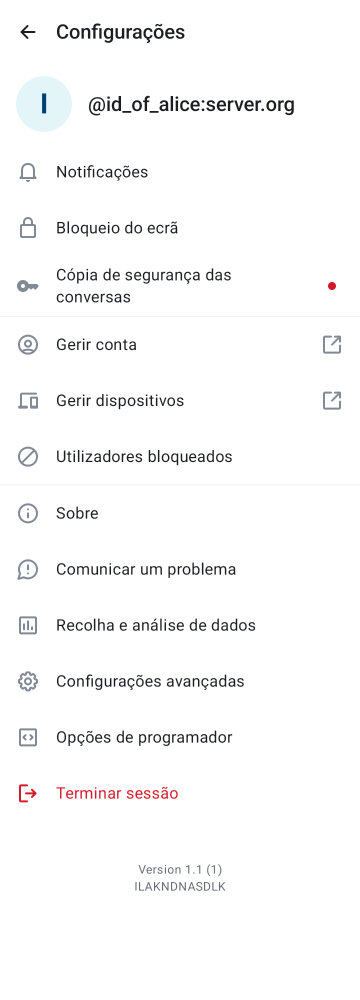 Configurações
I
@id_of_alice:server.org
Notificações
Bloqueio do ecrã
Cópia de segurança das
conversas
Gerir conta
Gerir dispositivos
Utilizadores bloqueados
Sobre
Comunicar um problema
Recolha e análise de dados
Configurações avançadas
Opções de programador
Terminar sessão
Version 1.1 (1)
ILAKNDNASDLK